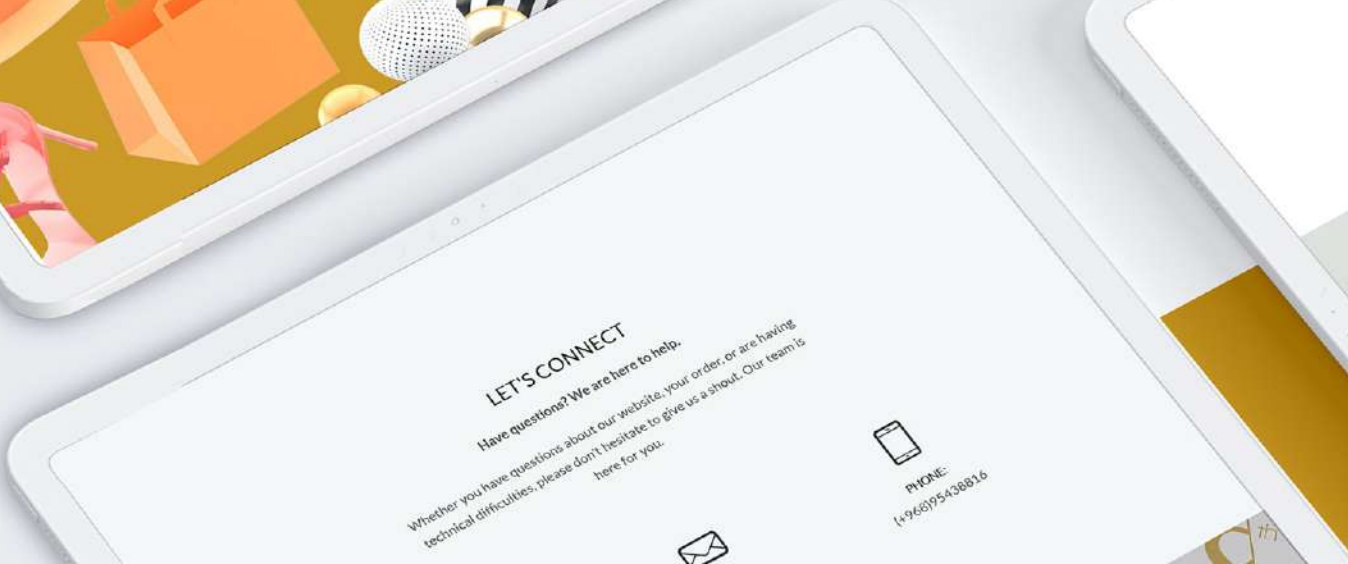 LET'S CONNECT
Have questions? We are here to help.
Whether you have questions about our website, your order, or are having
technical difficulties, please don't hesitate to give us a shout. Our team is
here for you.
PHONE:
(+968)95438816
th